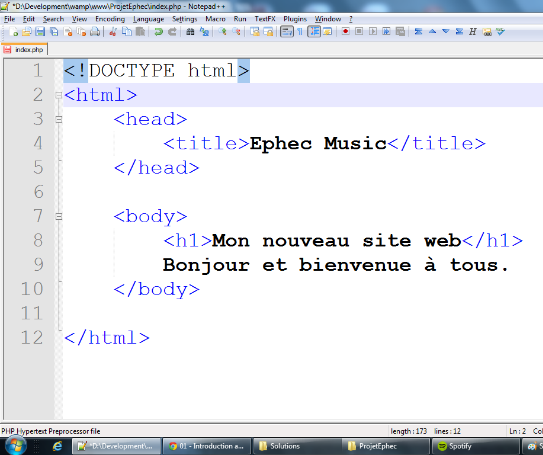 *D:\Development\wamp\www\ProjetEphec\index.php - Notepad++
File Edit Search View Encoding Language Settings Macro Run TextFX Plugins Window ?
index.php
1 <!DOCTYPE html>
2 <html>
3 <head>
4 <title>Ephec Music</title>
5 </head>
6
7 <body>
8 <h1>Mon nouveau site web</h1>
9 Bonjour et bienvenue à tous.
10 </body>
11
12 </html>
PHP Hypertext Preprocessor file length : 173 lines : 12 Ln : 2 Col
*D:\Development\... 01 - Introduction a... Solutions ProjetEphec Spotify S